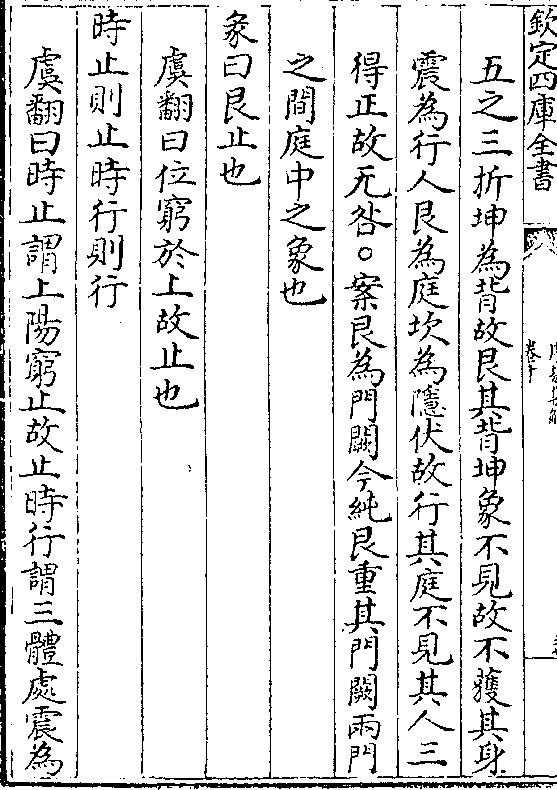 欽定四庫全書
卷十
五之三折坤為背故艮其背坤象不見故不獲其身
震為行人艮為庭坎為隱伏故行其庭不見其人三
得正故无咎○案艮為門闕今純艮重其門闕兩門
之間庭中之象也
彖曰艮止也
虞翻曰位窮於上故止也
時止則止時行則行
虞翻曰時止謂上陽窮止故止時行謂三體處震為